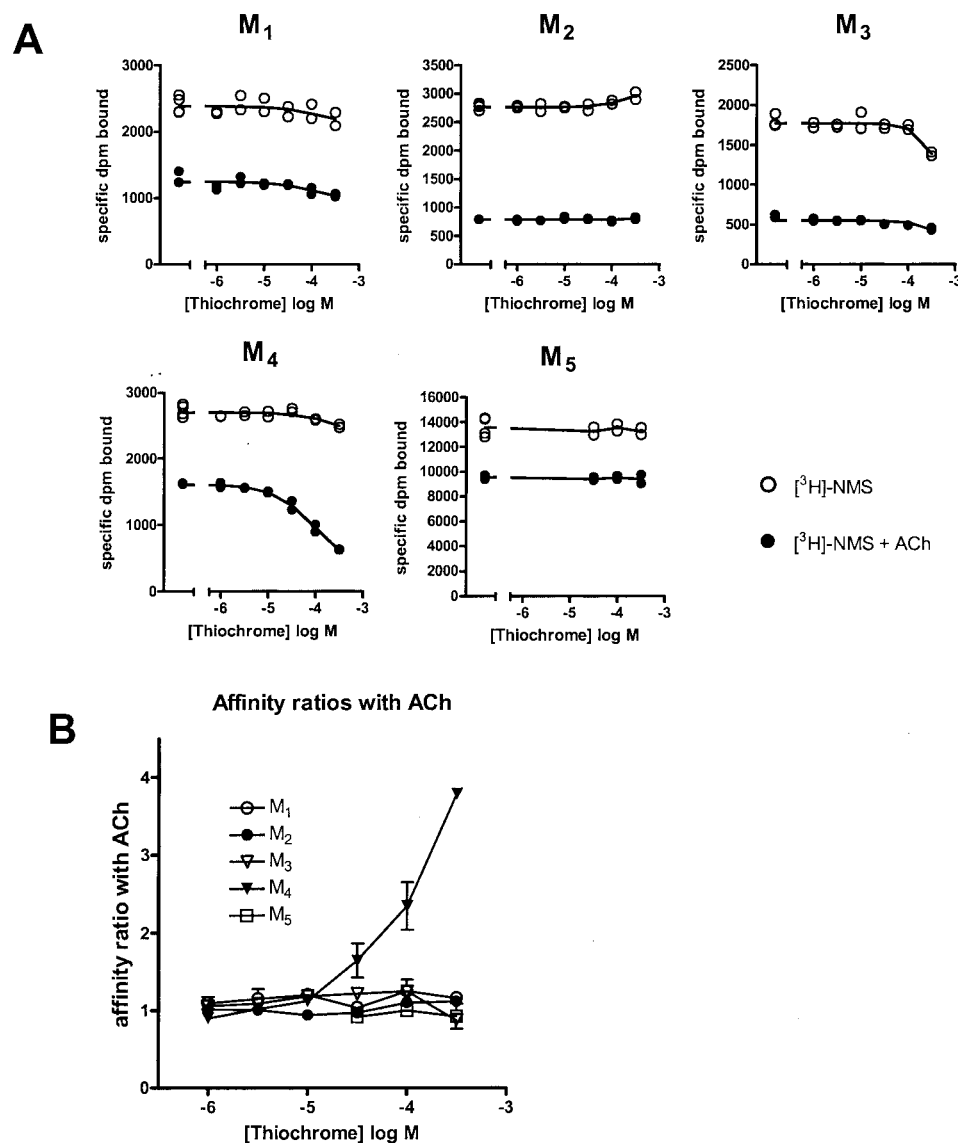 A
M1
M2
M3
3000
2000
1000
0
specific dpm bound
-6 -5 -4 -3
[Thiochrome] log M
3500
3000
2500
2000
1500
1000
500
0
specific dpm bound
-6 -5 -4 -3
[Thiochrome] log M
2500
2000
1500
1000
500
0
specific dpm bound
-6 -5 -4 -3
[Thiochrome] log M
M4
M5
3000
2000
1000
0
specific dpm bound
-6 -5 -4 -3
[Thiochrome] log M
16000
14000
12000
10000
8000
6000
4000
2000
0
specific dpm bound
-6 -5 -4 -3
[Thiochrome] log M
[³H]-NMS
[³H]-NMS + ACh
B
Affinity ratios with ACh
4
3
2
1
0
affinity ratio with ACh
M1
M2
M3
M4
M5
-6 -5 -4 -3
[Thiochrome] log M